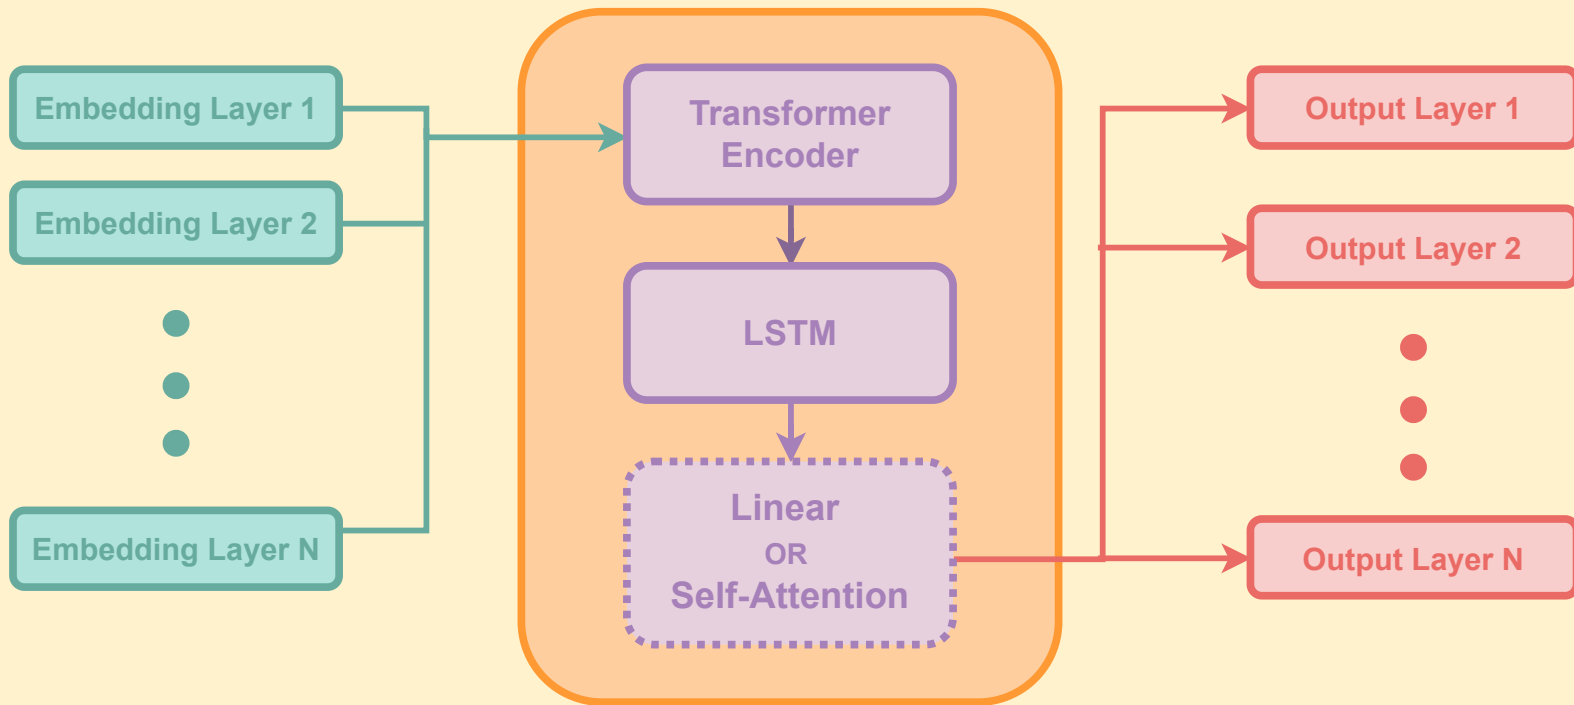 Embedding Layer 1
Embedding Layer 2
Embedding Layer N
Transformer
Encoder
LSTM
Linear
OR
Self-Attention
Output Layer 1
Output Layer 2
Output Layer N